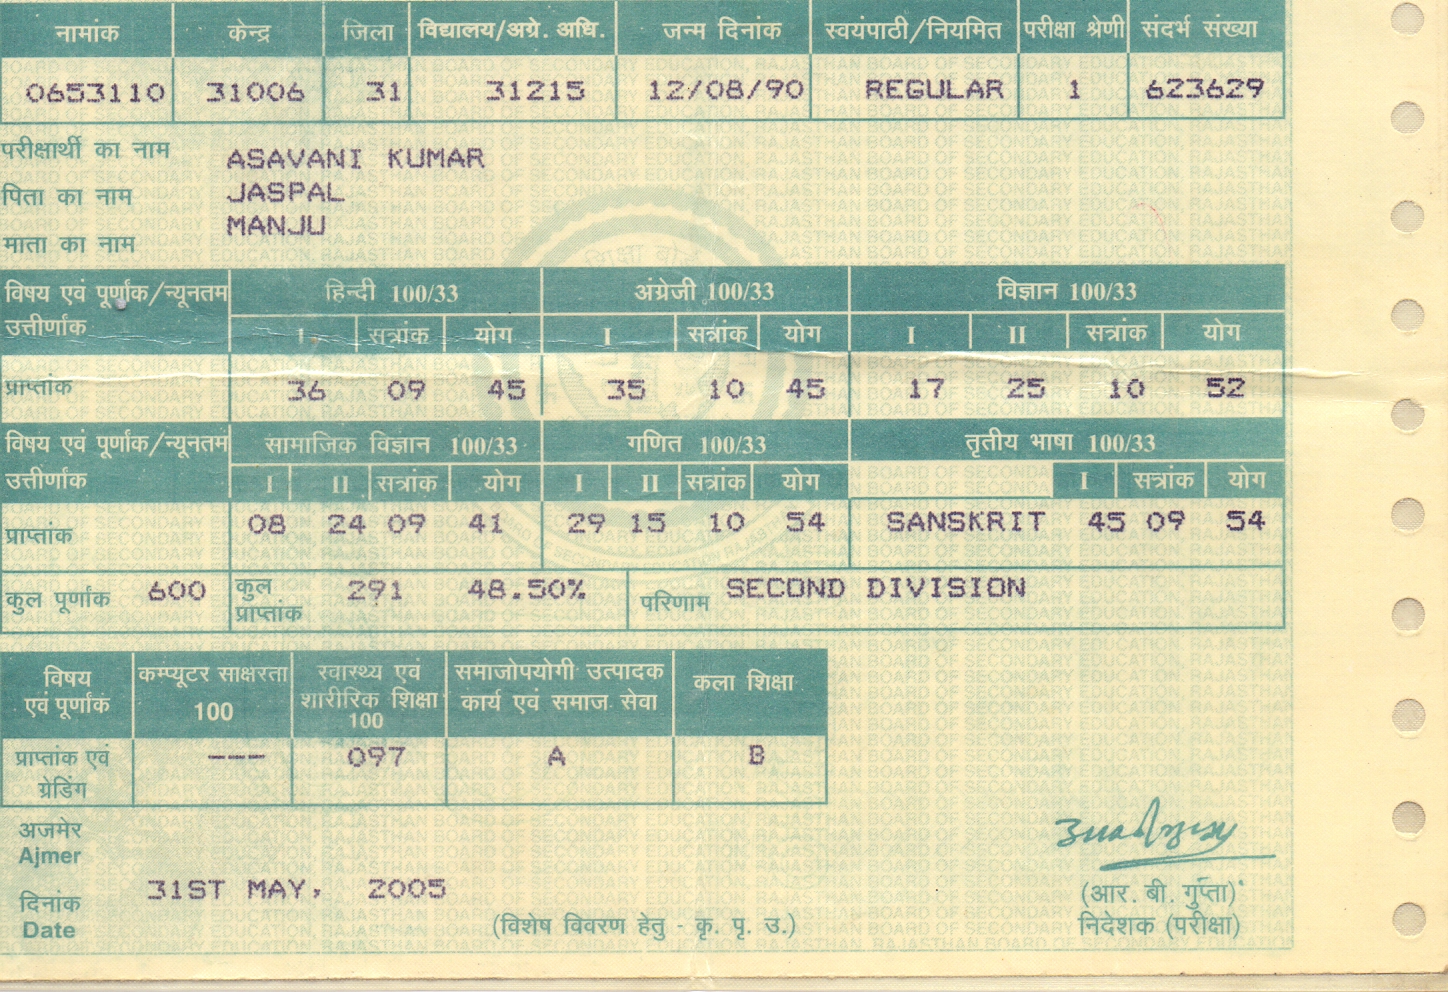 नामांक केन्द्र जिला विद्यालय/अग्रे. अधि. जन्म दिनांक स्वयंपाठी/नियमित परीक्षा श्रेणी संदर्भ संख्या
0653110 31006 31 31215 12/08/90 REGULAR 1 623629
परीक्षार्थी का नाम ASAVANI KUMAR
पिता का नाम JASPAL
माता का नाम MANJU
विषय एवं पूर्णांक/न्यूनतम हिन्दी 100/33 अंग्रेजी 100/33 विज्ञान 100/33
उत्तीर्णांक I सत्रांक योग I सत्रांक योग I II सत्रांक योग
प्राप्तांक 36 09 45 35 10 45 17 25 10 52
विषय एवं पूर्णांक/न्यूनतम सामाजिक विज्ञान 100/33 गणित 100/33 तृतीय भाषा 100/33
उत्तीर्णांक I II सत्रांक योग I II सत्रांक योग I सत्रांक योग
प्राप्तांक 08 24 09 41 29 15 10 54 SANSKRIT 45 09 54
कुल पूर्णांक 600 कुल प्राप्तांक 291 48.50% परिणाम SECOND DIVISION
विषय कम्प्यूटर साक्षरता स्वास्थ्य एवं समाजोपयोगी उत्पादक कला शिक्षा
एवं पूर्णांक 100 शारीरिक शिक्षा कार्य एवं समाज सेवा
100
प्राप्तांक एवं --- 097 A B
ग्रेडिंग
अजमेर
Ajmer
31ST MAY, 2005
दिनांक (आर. बी. गुप्ता)
Date (विशेष विवरण हेतु - कृ. पृ. उ.) निदेशक (परीक्षा)